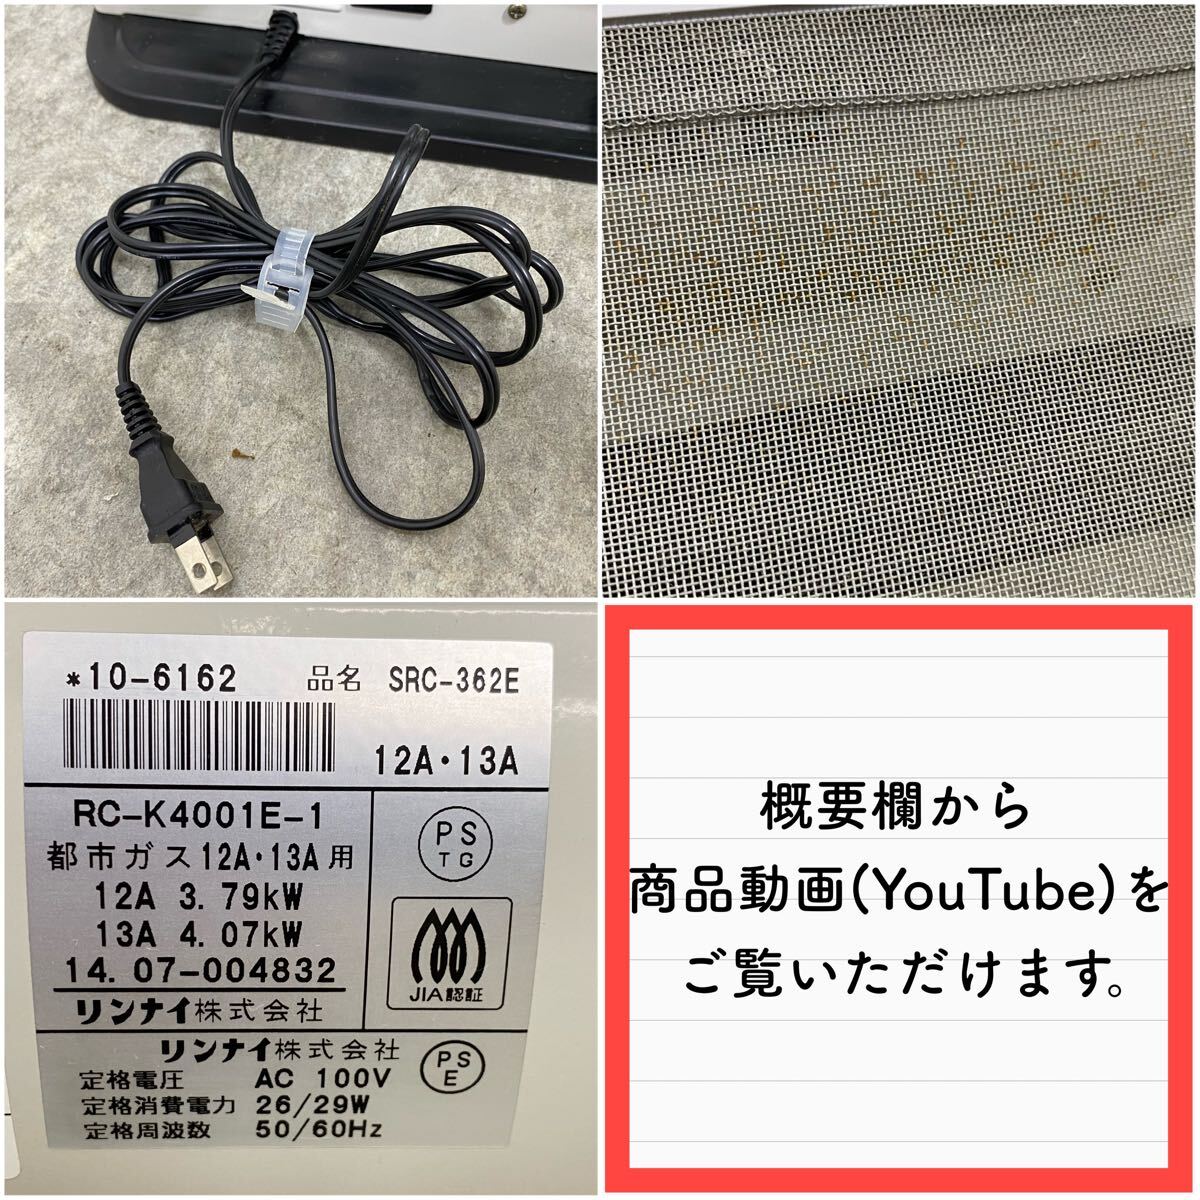 *10-6162 品名 SRC-362E
12A・13A
RC-K4001E-1
都市ガス12A・13A用
12A 3.79kW
13A 4.07kW
14.07-004832
リンナイ株式会社
PS
TG
JIA認証
リンナイ株式会社
定格電圧 AC 100V
定格消費電力 26/29W
定格周波数 50/60Hz
PS
E
概要欄から
商品動画(YouTube)を
ご覧いただけます。